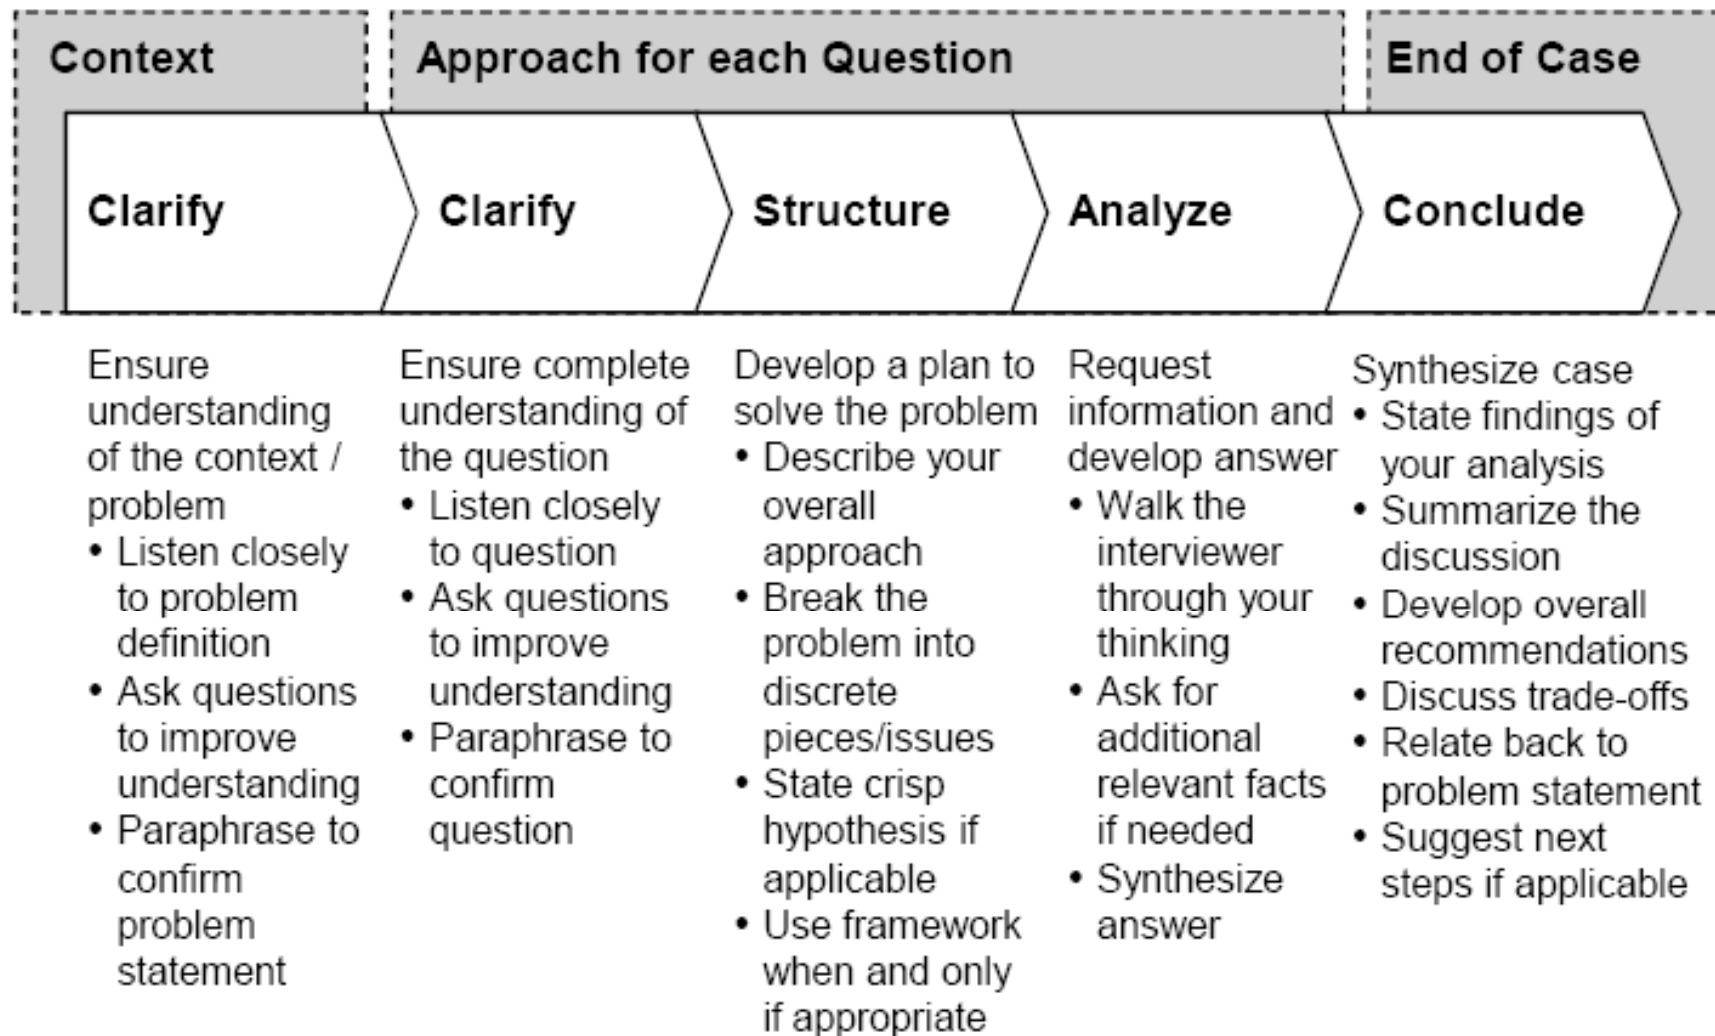 Context
Approach for each Question
End of Case
Clarify
Clarify
Structure
Analyze
Conclude
Ensure
understanding
of the context /
problem
• Listen closely
to problem
definition
• Ask questions
to improve
understanding
• Paraphrase to
confirm
problem
statement
Ensure complete
understanding of
the question
• Listen closely
to question
• Ask questions
to improve
understanding
• Paraphrase to
confirm
question
Develop a plan to
solve the problem
• Describe your
overall
approach
• Break the
problem into
discrete
pieces/issues
• State crisp
hypothesis if
applicable
• Use framework
when and only
if appropriate
Request
information and
develop answer
• Walk the
interviewer
through your
thinking
• Ask for
additional
relevant facts
if needed
• Synthesize
answer
Synthesize case
• State findings of
your analysis
• Summarize the
discussion
• Develop overall
recommendations
• Discuss trade-offs
• Relate back to
problem statement
• Suggest next
steps if applicable